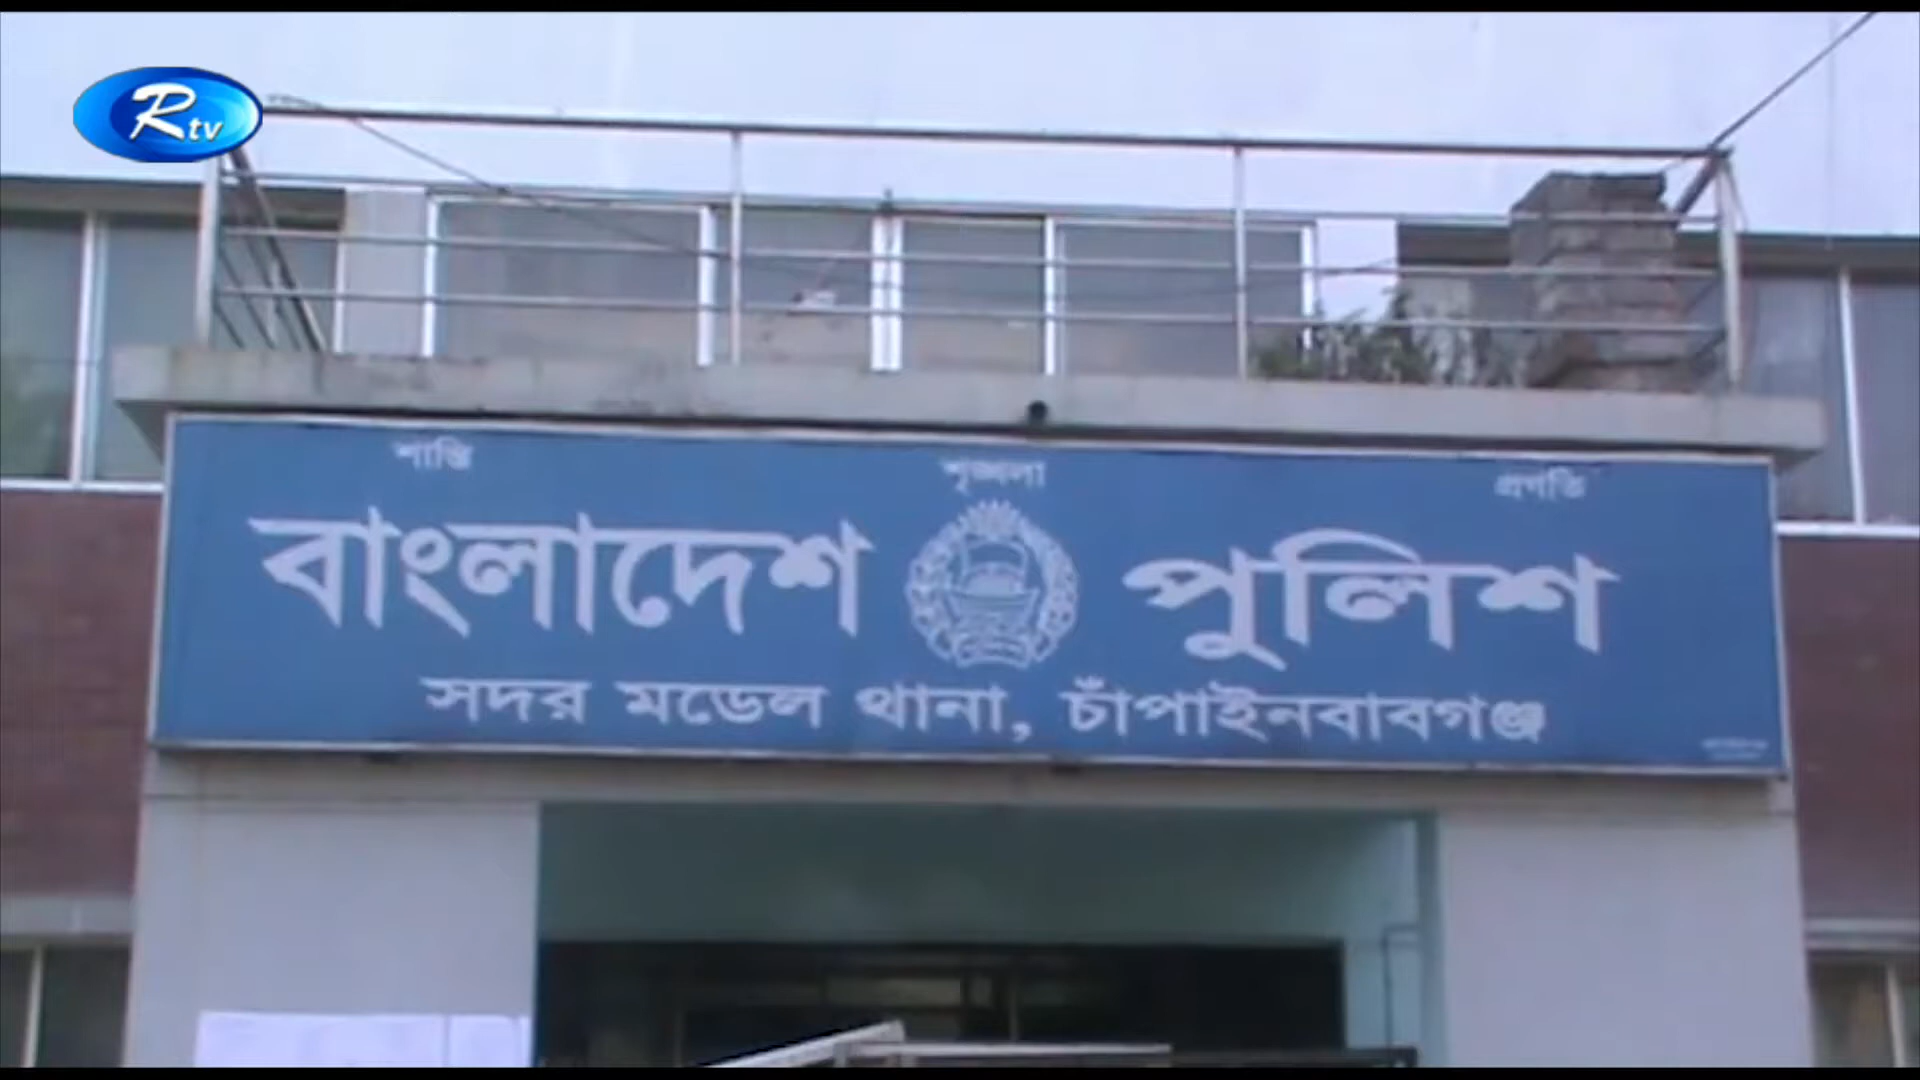 Rtv
শান্তি শৃঙ্খলা প্রগতি
বাংলাদেশ পুলিশ
সদর মডেল থানা, চাঁপাইনবাবগঞ্জ